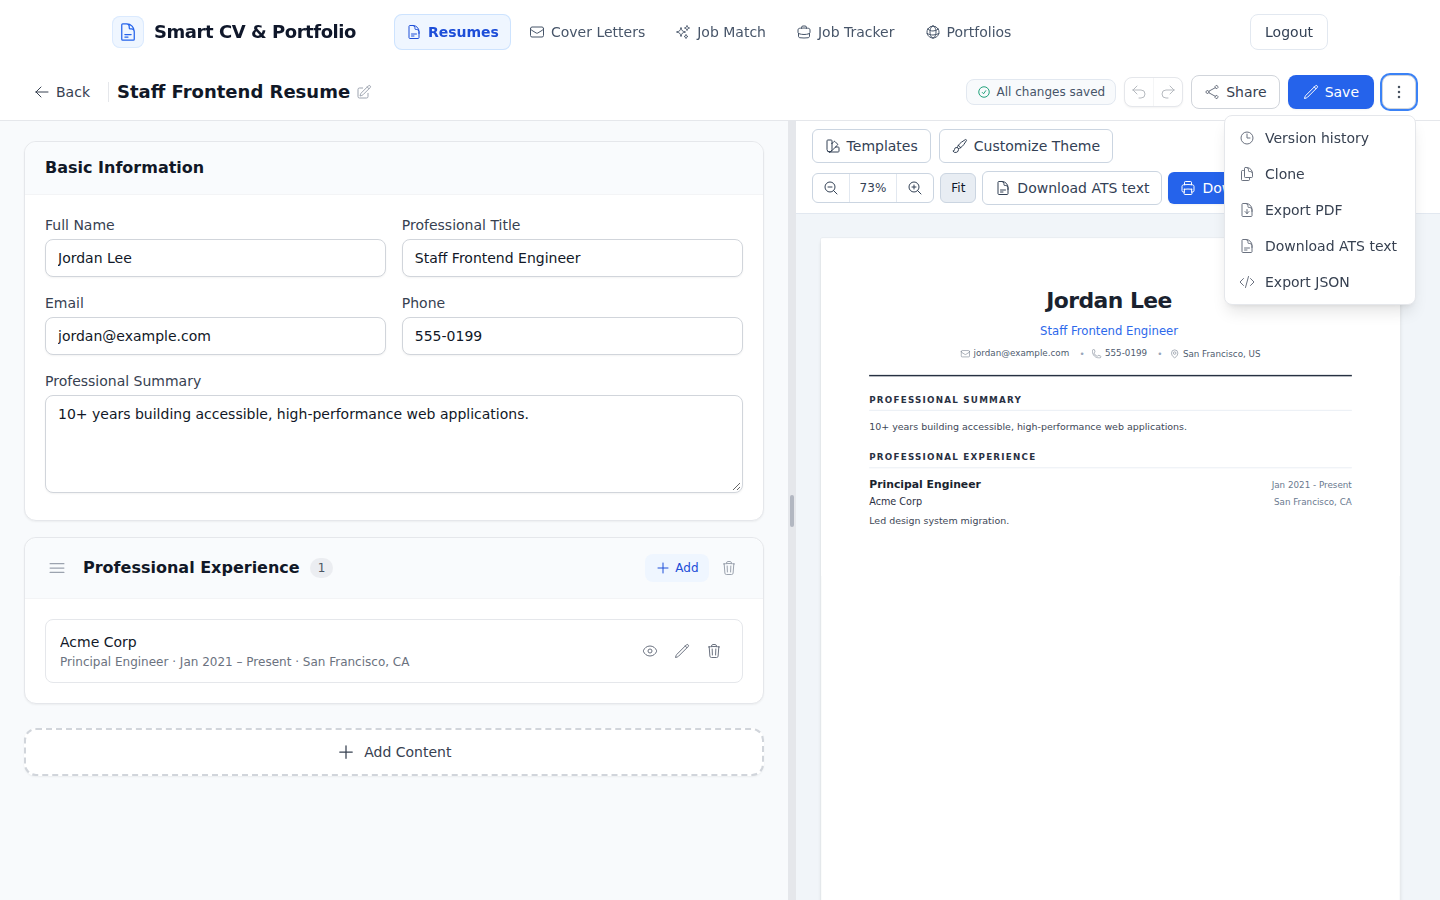 Smart CV & Portfolio
Resumes
Cover Letters
Job Match
Job Tracker
Portfolios
Logout
Back
Staff Frontend Resume
All changes saved
Share
Save
Version history
Clone
Export PDF
Download ATS text
Export JSON
Basic Information
Full Name
Jordan Lee
Professional Title
Staff Frontend Engineer
Email
jordan@example.com
Phone
555-0199
Professional Summary
10+ years building accessible, high-performance web applications.
Professional Experience 1
Add
Acme Corp
Principal Engineer · Jan 2021 – Present · San Francisco, CA
Add Content
Templates
Customize Theme
73%
Fit
Download ATS text
Jordan Lee
Staff Frontend Engineer
jordan@example.com • 555-0199 • San Francisco, US
PROFESSIONAL SUMMARY
10+ years building accessible, high-performance web applications.
PROFESSIONAL EXPERIENCE
Principal Engineer
Jan 2021 - Present
Acme Corp
San Francisco, CA
Led design system migration.